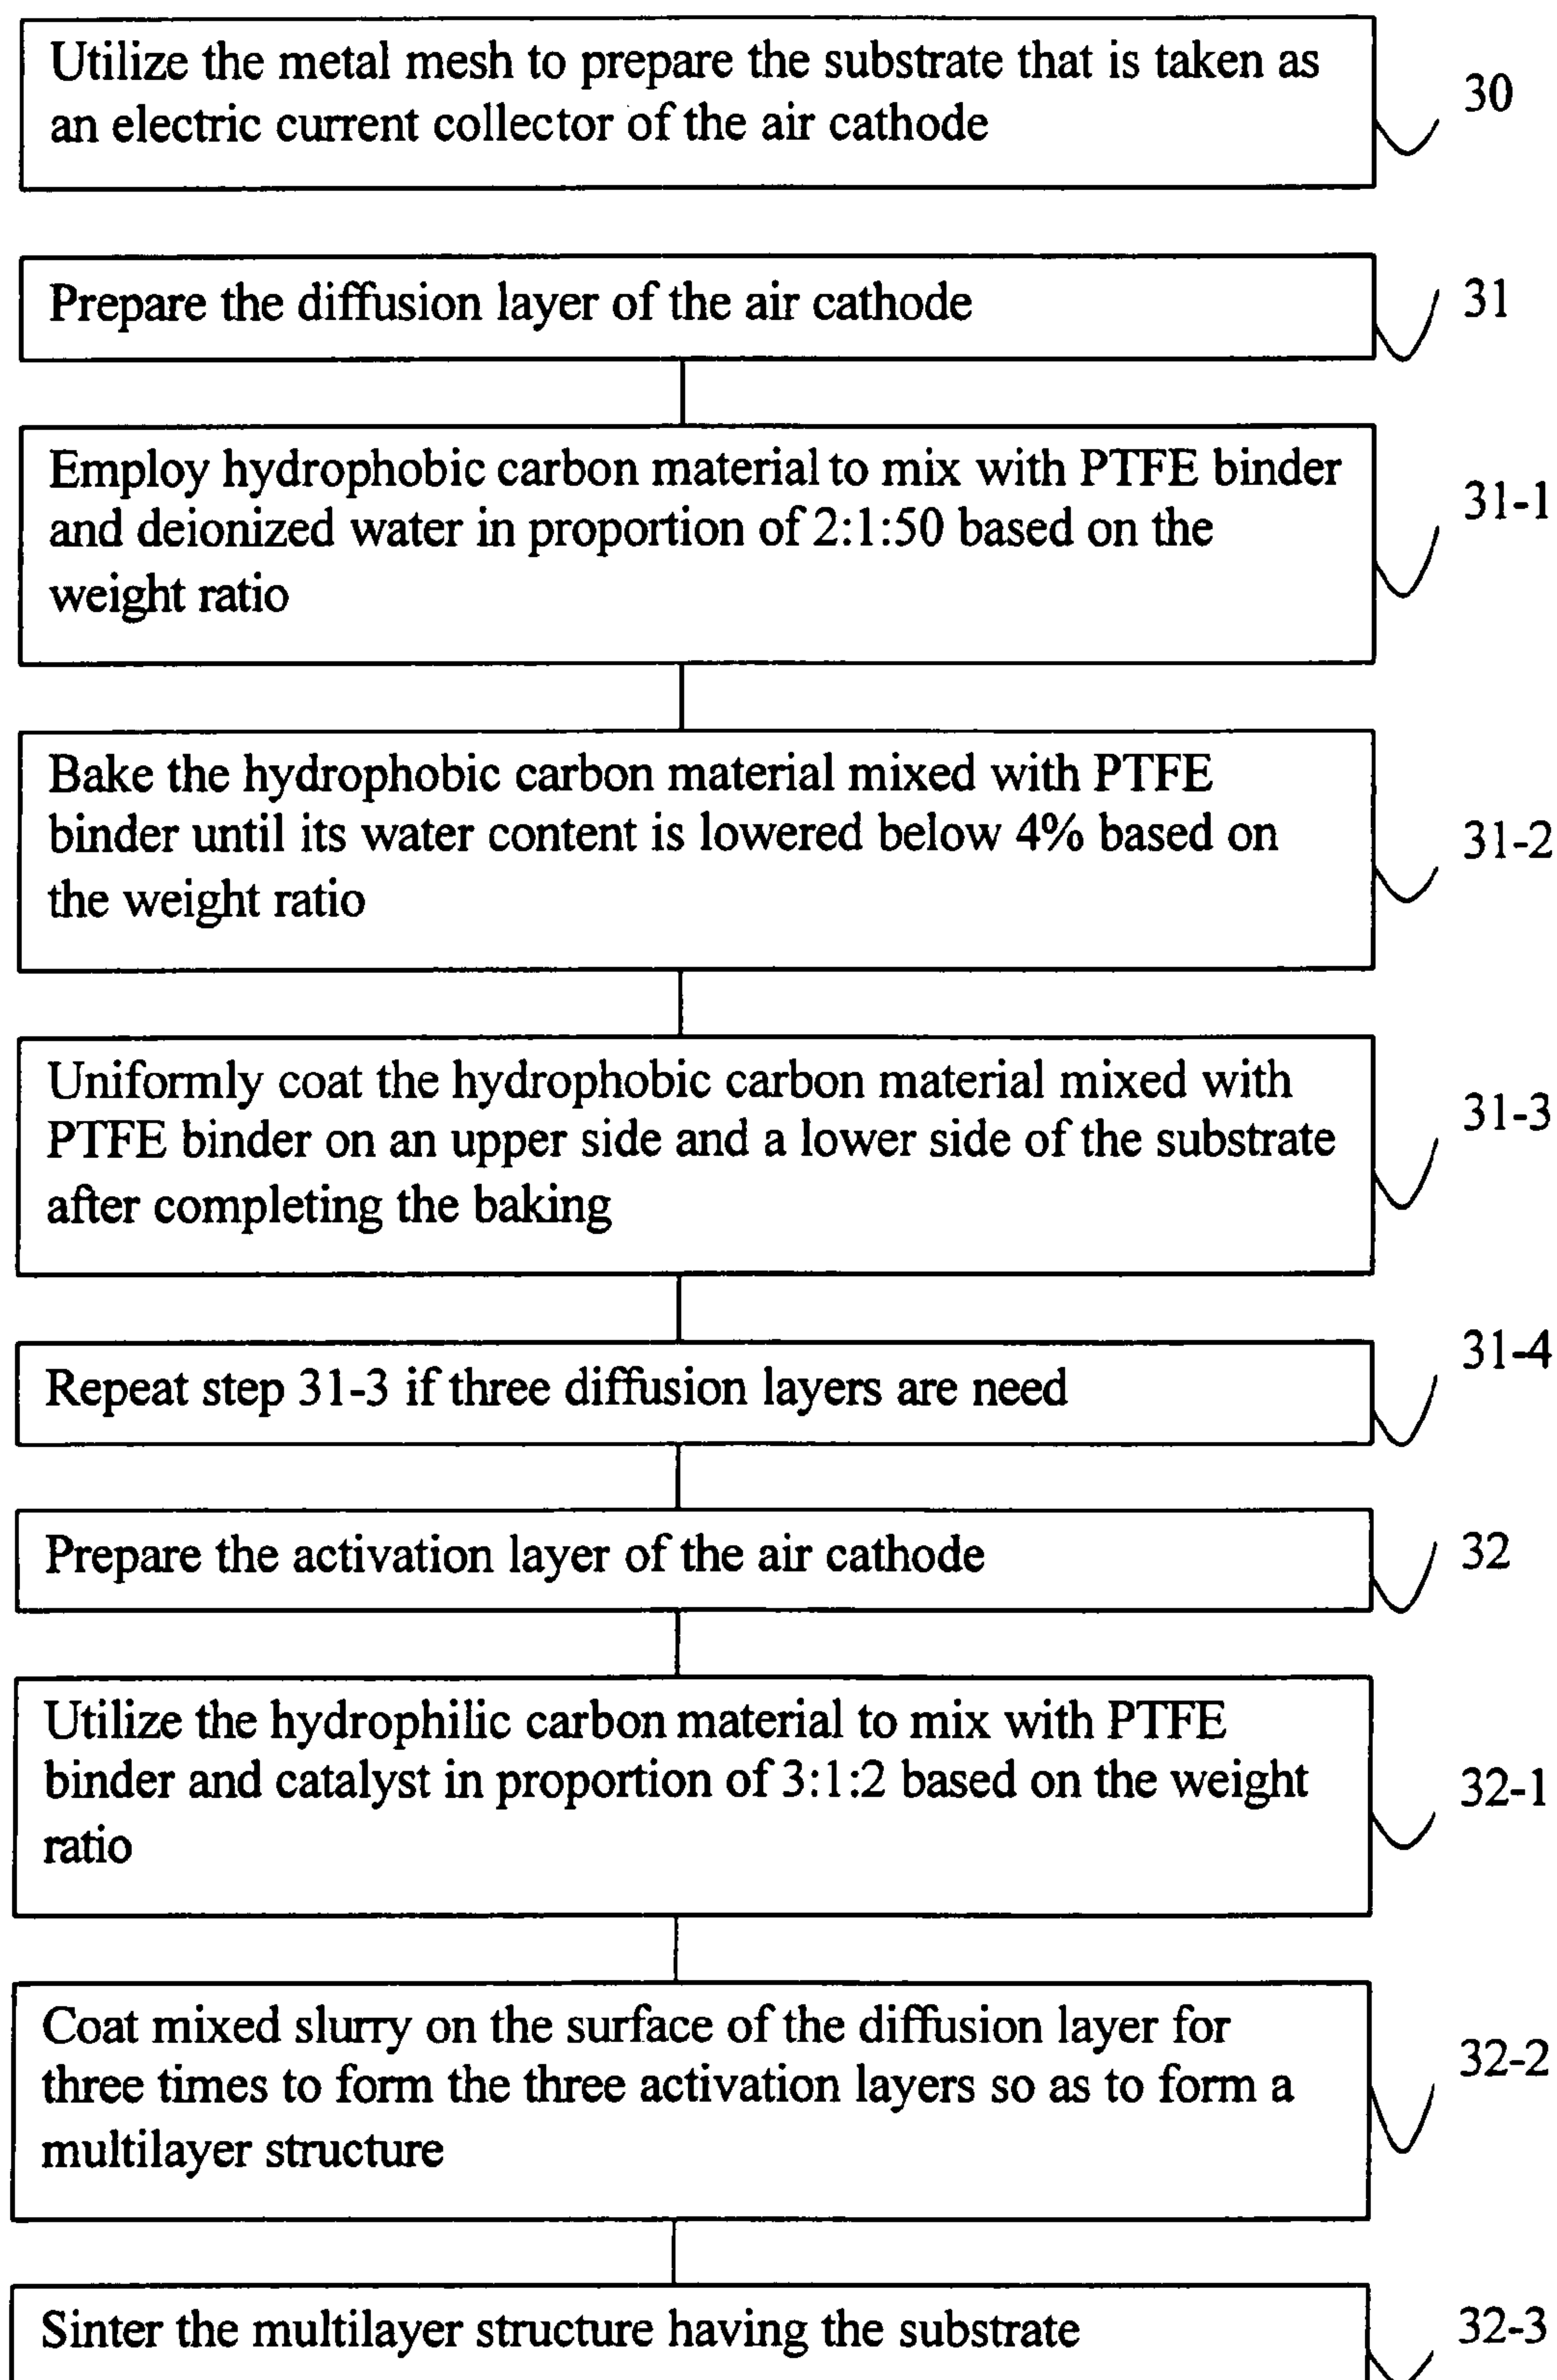 Utilize the metal mesh to prepare the substrate that is taken as
an electric current collector of the air cathode
30
Prepare the diffusion layer of the air cathode
31
Employ hydrophobic carbon material to mix with PTFE binder
and deionized water in proportion of 2:1:50 based on the
weight ratio
31-1
Bake the hydrophobic carbon material mixed with PTFE
binder until its water content is lowered below 4% based on
the weight ratio
31-2
Uniformly coat the hydrophobic carbon material mixed with
PTFE binder on an upper side and a lower side of the substrate
after completing the baking
31-3
Repeat step 31-3 if three diffusion layers are need
31-4
Prepare the activation layer of the air cathode
32
Utilize the hydrophilic carbon material to mix with PTFE
binder and catalyst in proportion of 3:1:2 based on the weight
ratio
32-1
Coat mixed slurry on the surface of the diffusion layer for
three times to form the three activation layers so as to form a
multilayer structure
32-2
Sinter the multilayer structure having the substrate
32-3